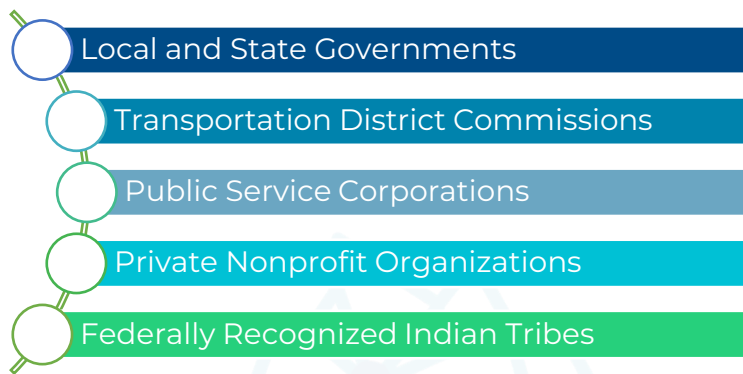 Local and State Governments
Transportation District Commissions
Public Service Corporations
Private Nonprofit Organizations
Federally Recognized Indian Tribes